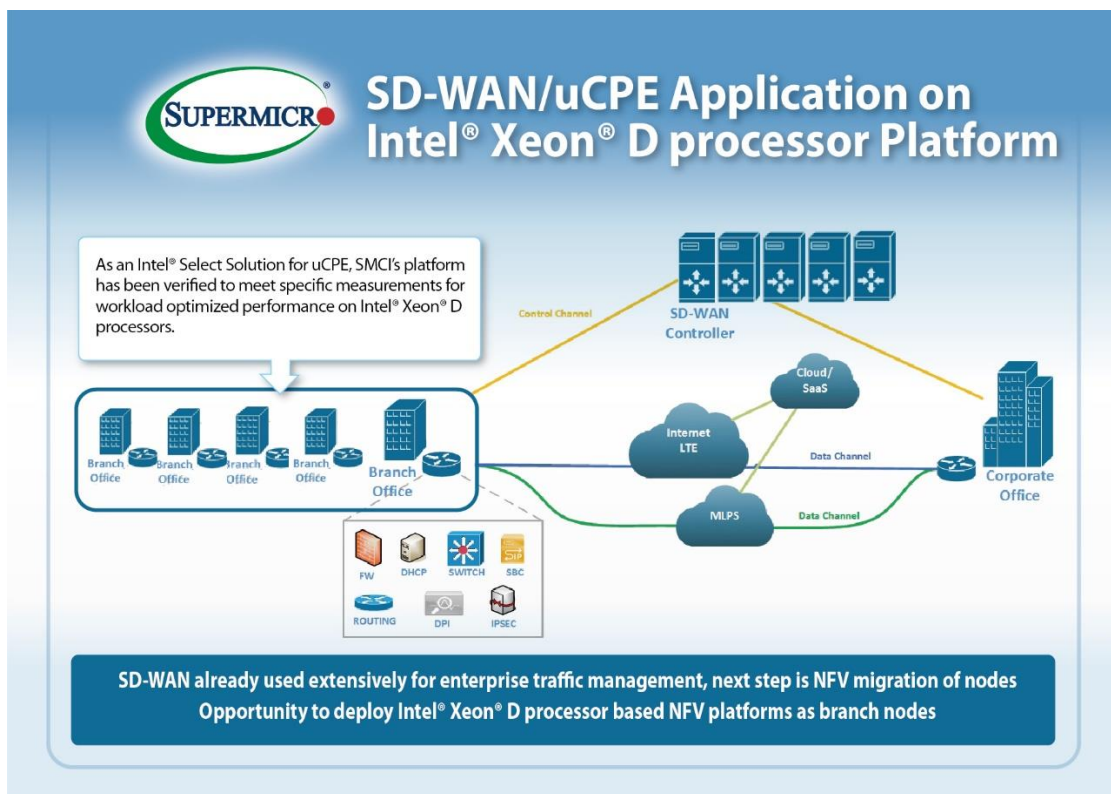 SUPERMICR
®
SD-WAN/uCPE Application on
Intel® Xeon® D processor Platform
As an Intel® Select Solution for uCPE, SMCI's platform
has been verified to meet specific measurements for
workload optimized performance on Intel® Xeon® D
processors.
Control Channel
SD-WAN
Controller
Cloud/
SaaS
Internet
LTE
Data Channel
MLPS
Data Channel
Corporate
Office
Branch
Office
Branch
Office
Branch
Office
Branch
Office
Branch
Office
FW
DHCP
SWITCH
SIP
SBC
ROUTING
DPI
IPSEC
SD-WAN already used extensively for enterprise traffic management, next step is NFV migration of nodes
Opportunity to deploy Intel® Xeon® D processor based NFV platforms as branch nodes